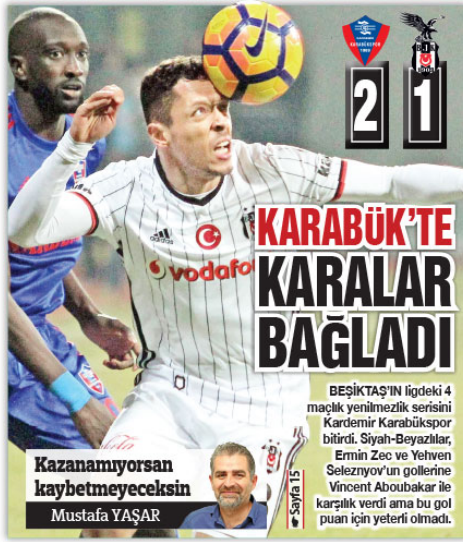 KARABÜKSPOR
2 1
adidas
vodafo
KARABÜK'TE
KARALAR
BAĞLADI
BEŞİKTAŞ'IN ligdeki 4
maçlık yenilmezlik serisini
Kardemir Karabükspor
bitirdi. Siyah-Beyazlılar,
Ermin Zec ve Yehven
Seleznyov'un gollerine
Vincent Aboubakar ile
karşılık verdi ama bu gol
puan için yeterli olmadı.
Sayfa 15
Kazanamıyorsan
kaybetmeyeceksin
Mustafa YAŞAR